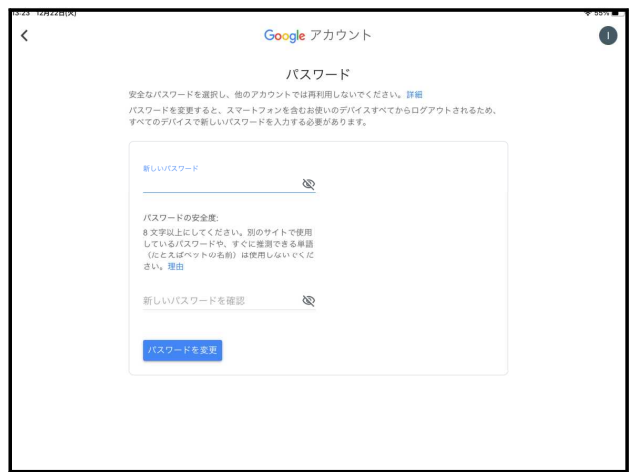 13:23 12月22日(火)
55%
Google アカウント
I
パスワード
安全なパスワードを選択し、他のアカウントでは再利用しないでください。詳細
パスワードを変更すると、スマートフォンを含むお使いのデバイスすべてからログアウトされるため、
すべてのデバイスで新しいパスワードを入力する必要があります。
新しいパスワード
パスワードの安全度:
8 文字以上にしてください。別のサイトで使用
しているパスワードや、すぐに推測できる単語
（たとえばペットの名前）は使用しないでくだ
さい。理由
新しいパスワードを確認
パスワードを変更